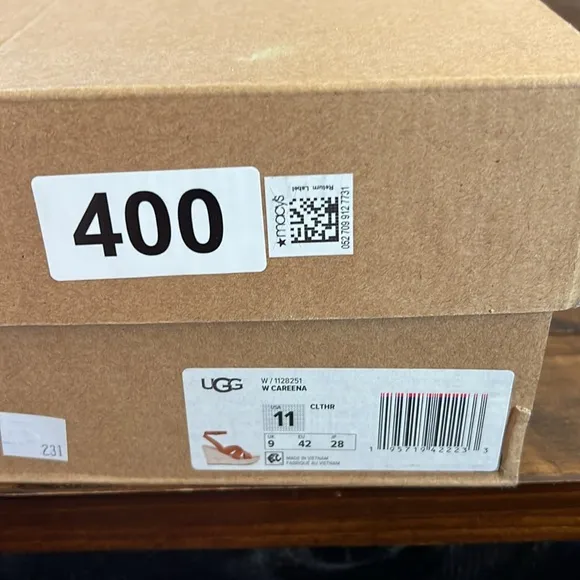 400
Return Label
★macy's
052 709 912 7731
UGG
W / 1128251
W CAREENA
USA
11
CLTHR
UK
9
EU
42
JP
28
MADE IN VIETNAM
FABRIQUÉ AU VIETNAM
1 95719 42223 3
231